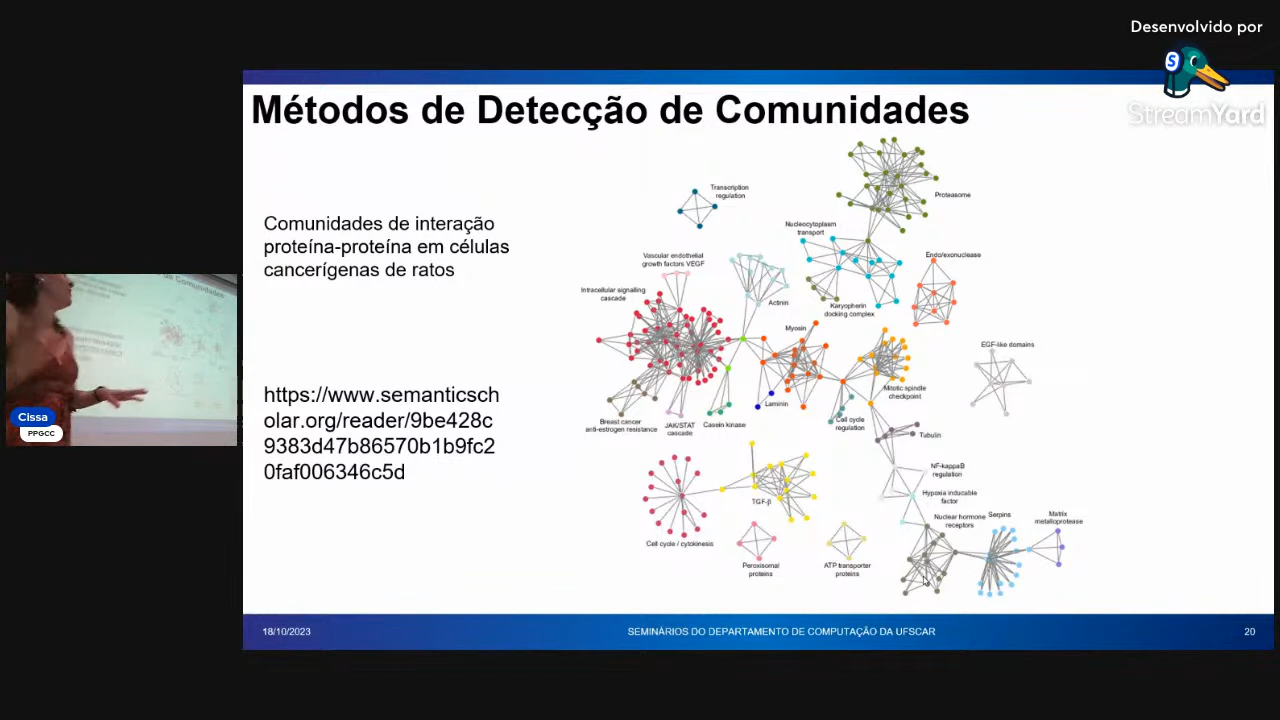 Desenvolvido por
S
StreamYard
Métodos de Detecção de Comunidades
Comunidades de interação
proteína-proteína em células
cancerígenas de ratos
https://www.semanticsch
olar.org/reader/9be428c
9383d47b86570b1b9fc2
0faf006346c5d
Transcription
regulation
Proteasome
Nucleocytoplasm
transport
Vascular endothelial
growth factors VEGF
Endo/exonuclease
Intracellular signalling
cascade
Actinin
Karyopherin
docking complex
Myosin
EGF-like domains
Mitotic spindle
checkpoint
Laminin
Breast cancer
anti-estrogen resistance
JAK/STAT
cascade
Casein kinase
Cell cycle
regulation
Tubulin
NF-kappaB
regulation
TGF-β
Hypoxia inducable
factor
Nuclear hormone
receptors
Serpins
Matrix
metalloprotease
Cell cycle / cytokinesis
Peroxisomal
proteins
ATP transporter
proteins
Cissa
PPGCC
18/10/2023
SEMINÁRIOS DO DEPARTAMENTO DE COMPUTAÇÃO DA UFSCAR
20